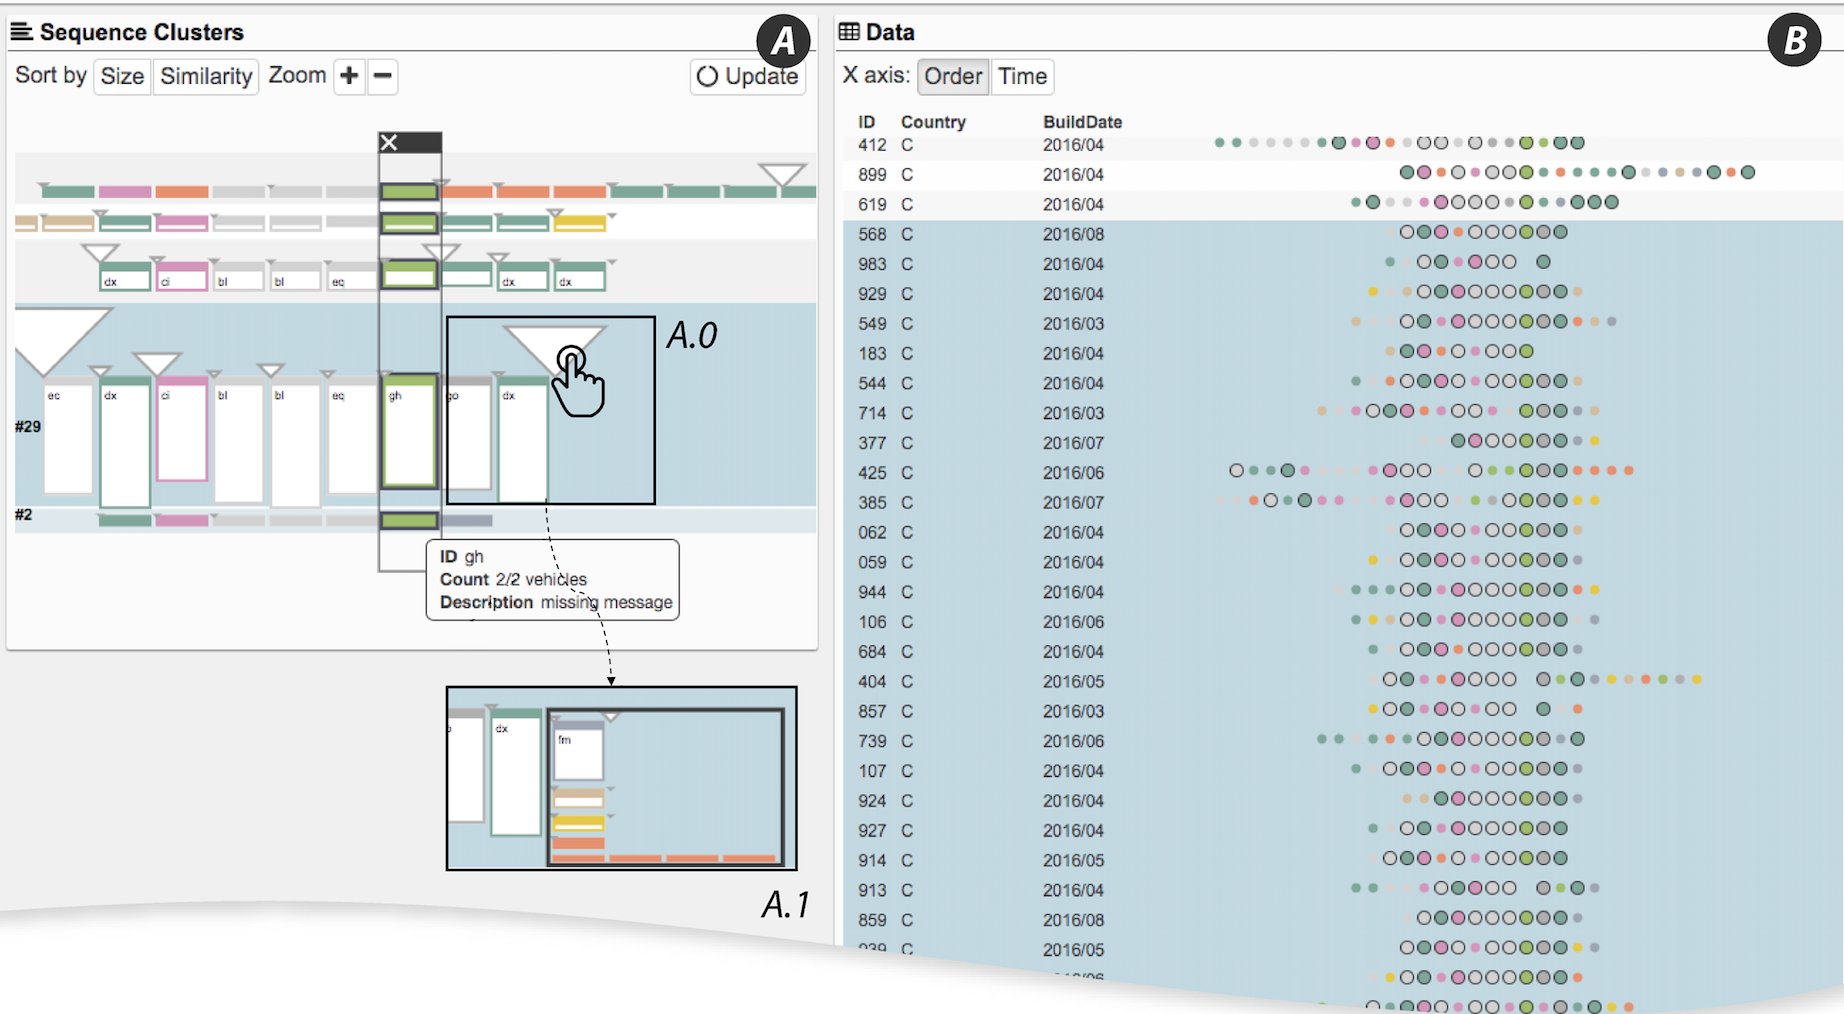 Sequence Clusters
A
Sort by Size Similarity Zoom + − Update
dx ci bl bl eq dx dx
A.0
ec dx ci bl bl eq gh go dx
#29
#2
ID gh
Count 2/2 vehicles
Description missing message
dx
fm
A.1
Data
B
X axis: Order Time
ID Country BuildDate
412 C 2016/04
899 C 2016/04
619 C 2016/04
568 C 2016/08
983 C 2016/04
929 C 2016/04
549 C 2016/03
183 C 2016/04
544 C 2016/04
714 C 2016/03
377 C 2016/07
425 C 2016/06
385 C 2016/07
062 C 2016/04
059 C 2016/04
944 C 2016/04
106 C 2016/06
684 C 2016/04
404 C 2016/05
857 C 2016/03
739 C 2016/06
107 C 2016/04
924 C 2016/04
927 C 2016/04
914 C 2016/05
913 C 2016/04
859 C 2016/08
C 2016/05